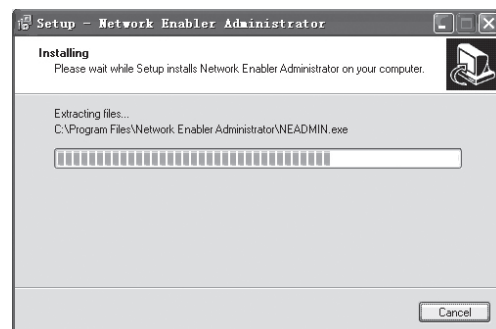 Setup - Network Enabler Administrator
Installing
Please wait while Setup installs Network Enabler Administrator on your computer.
Extracting files...
C:\Program Files\Network Enabler Administrator\NEADMIN.exe
Cancel